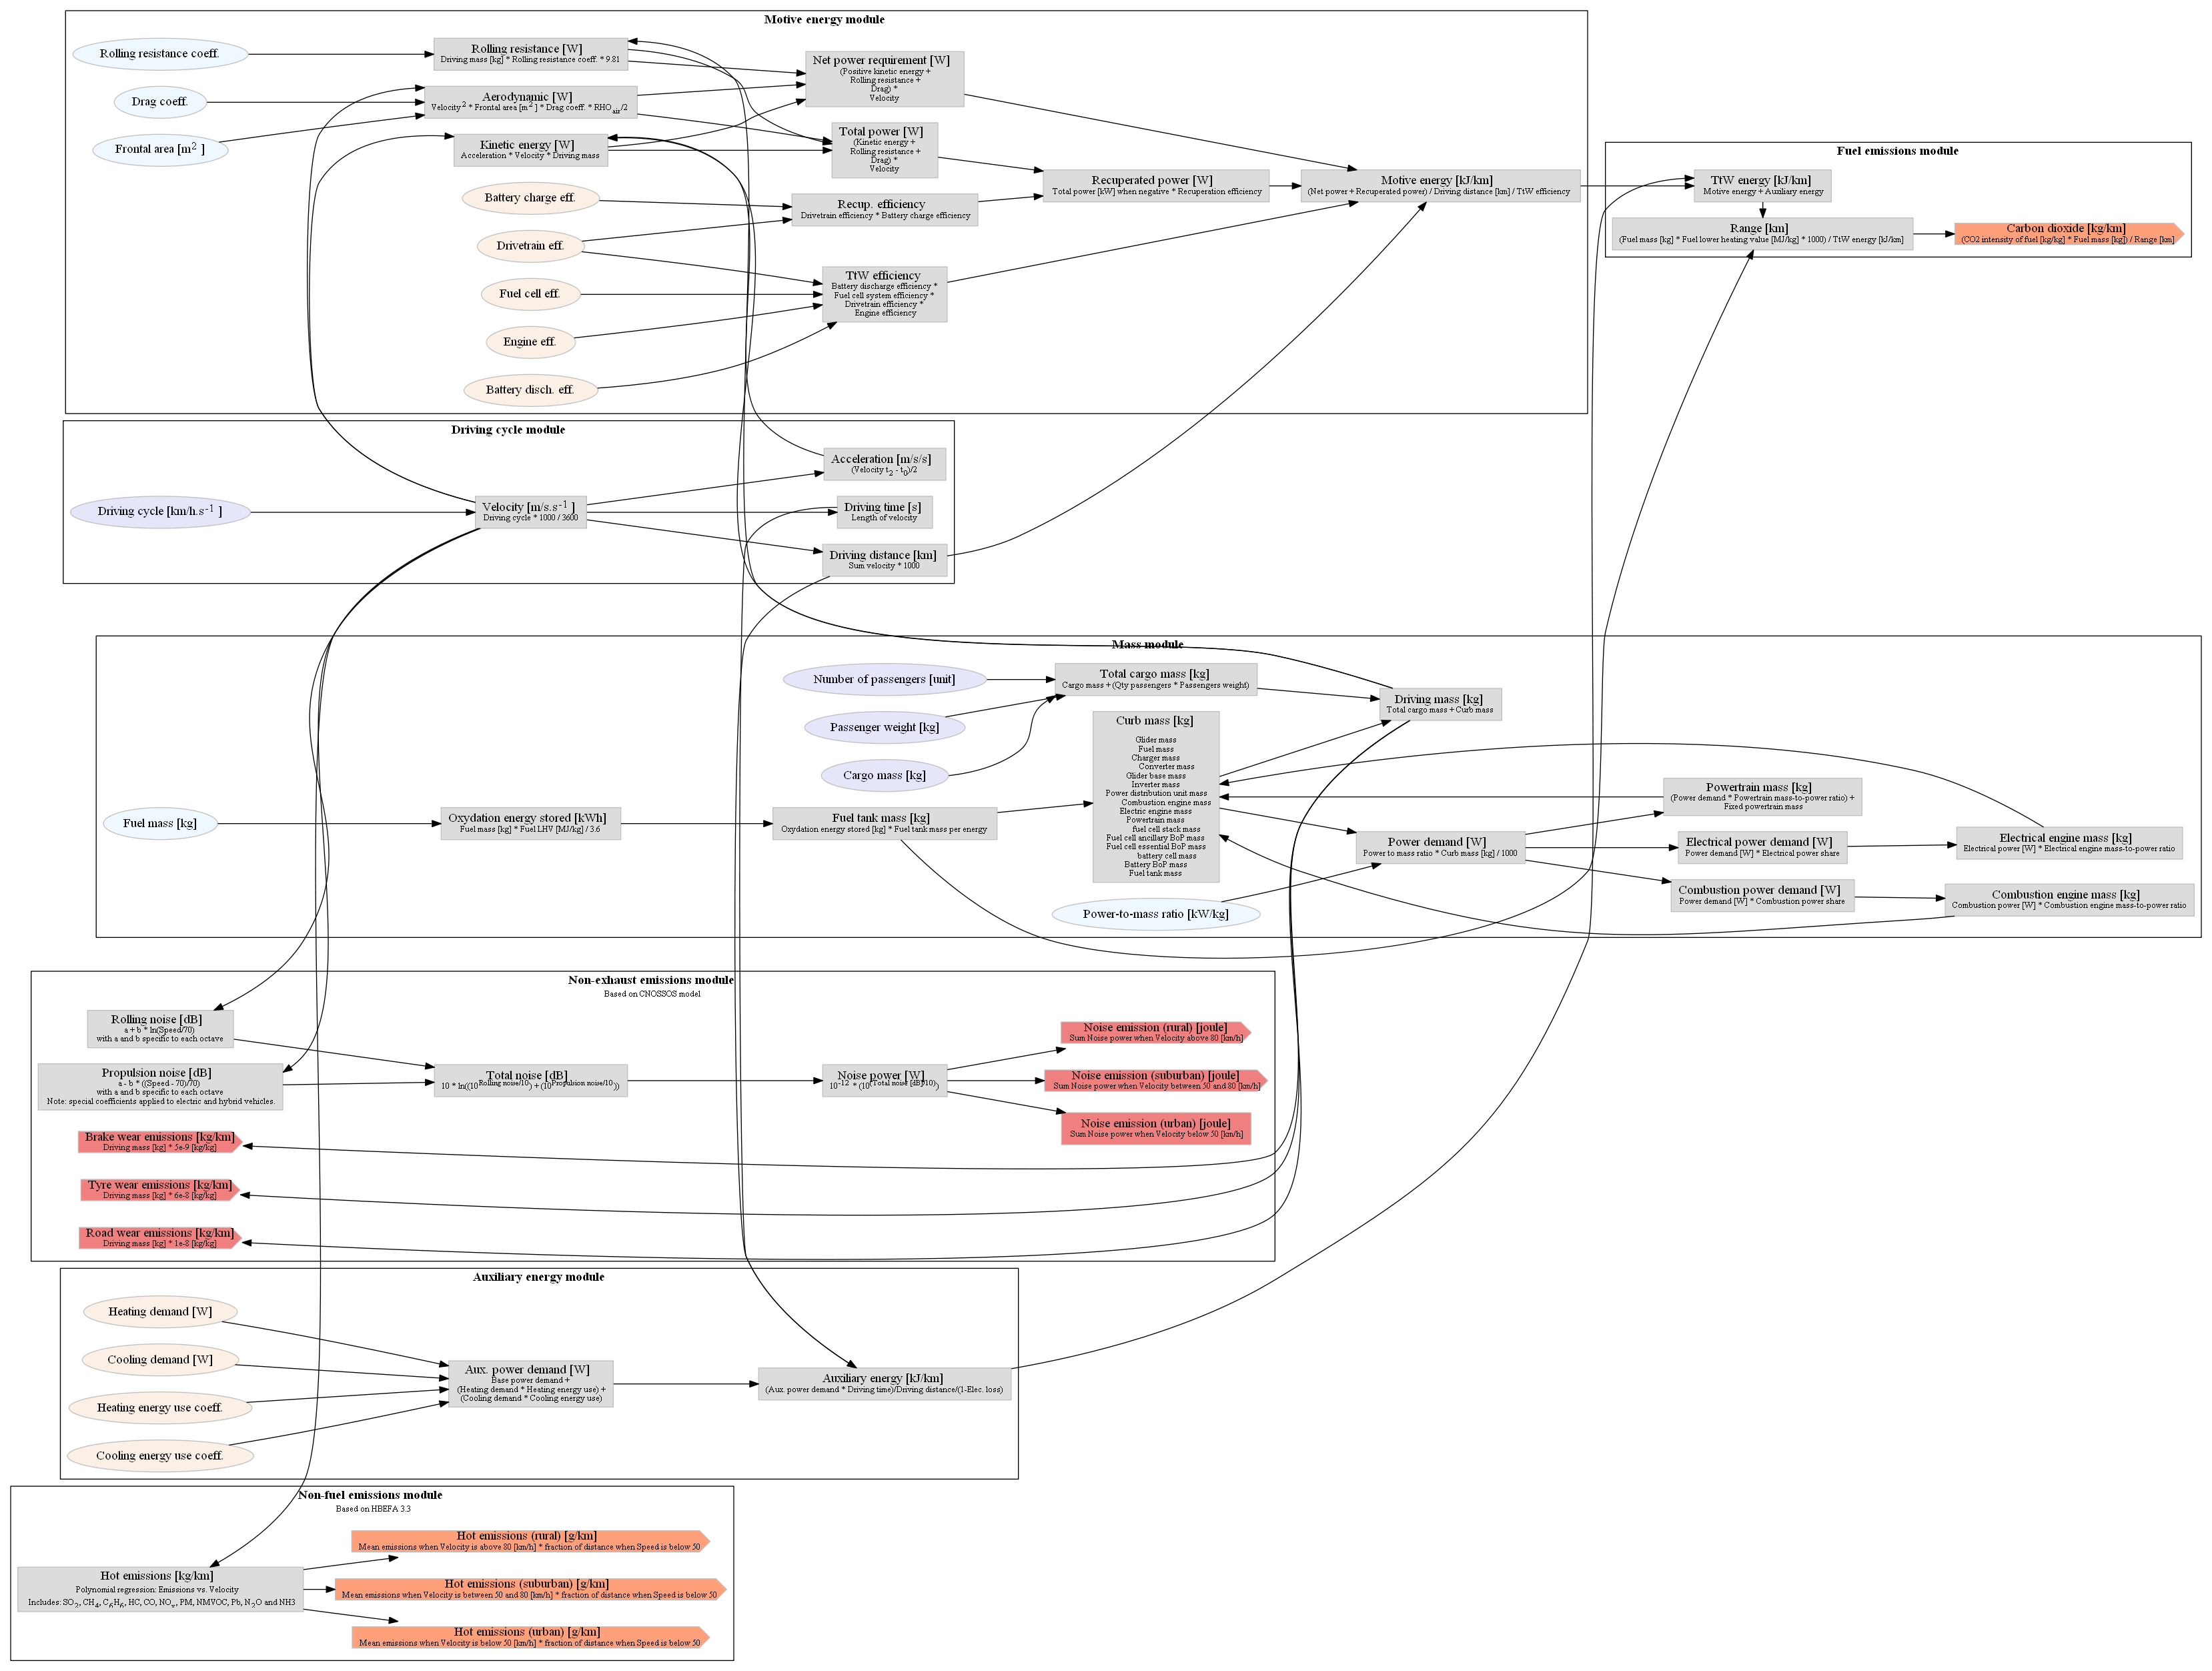 Motive energy module
Rolling resistance coeff.
Rolling resistance [W]
Driving mass [kg] * Rolling resistance coeff. * 9.81
Net power requirement [W]
(Positive kinetic energy +
Rolling resistance +
Drag) *
Velocity
Drag coeff.
Aerodynamic [W]
Velocity² * Frontal area [m²] * Drag coeff. * RHO air/2
Frontal area [m²]
Kinetic energy [W]
Acceleration * Velocity * Driving mass
Total power [W]
(Kinetic energy +
Rolling resistance +
Drag) *
Velocity
Battery charge eff.
Recup. efficiency
Drivetrain efficiency * Battery charge efficiency
Recuperated power [W]
Total power [kW] when negative * Recuperation efficiency
Motive energy [kJ/km]
(Net power + Recuperated power) / Driving distance [km] / TtW efficiency
Drivetrain eff.
TtW efficiency
Battery discharge efficiency *
Fuel cell system efficiency *
Drivetrain efficiency *
Engine efficiency
Fuel cell eff.
Engine eff.
Battery disch. eff.
Fuel emissions module
TtW energy [kJ/km]
Motive energy + Auxiliary energy
Range [km]
(Fuel mass [kg] * Fuel lower heating value [MJ/kg] * 1000) / TtW energy [kJ/km]
Carbon dioxide [kg/km]
(CO2 intensity of fuel [kg/kg] * Fuel mass [kg]) / Range [km]
Driving cycle module
Driving cycle [km/h.s⁻¹]
Velocity [m/s.s⁻¹]
Driving cycle * 1000 / 3600
Acceleration [m/s/s]
(Velocity t₂ - t₀)/2
Driving time [s]
Length of velocity
Driving distance [km]
Sum velocity * 1000
Mass module
Number of passengers [unit]
Total cargo mass [kg]
Cargo mass + (Qty passengers * Passengers weight)
Passenger weight [kg]
Cargo mass [kg]
Driving mass [kg]
Total cargo mass + Curb mass
Curb mass [kg]
Glider mass
Fuel mass
Charger mass
Converter mass
Glider base mass
Inverter mass
Power distribution unit mass
Combustion engine mass
Electric engine mass
Powertrain mass
fuel cell stack mass
Fuel cell ancillary BoP mass
Fuel cell essential BoP mass
battery cell mass
Battery BoP mass
Fuel tank mass
Fuel mass [kg]
Oxydation energy stored [kWh]
Fuel mass [kg] * Fuel LHV [MJ/kg] / 3.6
Fuel tank mass [kg]
Oxydation energy stored [kg] * Fuel tank mass per energy
Power-to-mass ratio [kW/kg]
Power demand [W]
Power to mass ratio * Curb mass [kg] / 1000
Powertrain mass [kg]
(Power demand * Powertrain mass-to-power ratio) +
Fixed powertrain mass
Electrical power demand [W]
Power demand [W] * Electrical power share
Electrical engine mass [kg]
Electrical power [W] * Electrical engine mass-to-power ratio
Combustion power demand [W]
Power demand [W] * Combustion power share
Combustion engine mass [kg]
Combustion power [W] * Combustion engine mass-to-power ratio
Non-exhaust emissions module
Based on CNOSSOS model
Rolling noise [dB]
a + b * ln(Speed/70)
with a and b specific to each octave
Propulsion noise [dB]
a - b * ((Speed - 70)/70)
with a and b specific to each octave
Note: special coefficients applied to electric and hybrid vehicles.
Total noise [dB]
10 * ln((10^Rolling noise/10) + (10^Propulsion noise/10))
Noise power [W]
10⁻¹² * (10^(Total noise [dB]/10))
Noise emission (rural) [joule]
Sum Noise power when Velocity above 80 [km/h]
Noise emission (suburban) [joule]
Sum Noise power when Velocity between 50 and 80 [km/h]
Noise emission (urban) [joule]
Sum Noise power when Velocity below 50 [km/h]
Brake wear emissions [kg/km]
Driving mass [kg] * 5e-9 [kg/kg]
Tyre wear emissions [kg/km]
Driving mass [kg] * 6e-8 [kg/kg]
Road wear emissions [kg/km]
Driving mass [kg] * 1e-8 [kg/kg]
Auxiliary energy module
Heating demand [W]
Cooling demand [W]
Heating energy use coeff.
Cooling energy use coeff.
Aux. power demand [W]
Base power demand +
(Heating demand * Heating energy use) +
(Cooling demand * Cooling energy use)
Auxiliary energy [kJ/km]
(Aux. power demand * Driving time)/Driving distance/(1-Elec. loss)
Non-fuel emissions module
Based on HBEFA 3.3
Hot emissions [kg/km]
Polynomial regression: Emissions vs. Velocity
Includes: SO₂, CH₄, C₆H₆, HC, CO, NOₓ, PM, NMVOC, Pb, N₂O and NH3
Hot emissions (rural) [g/km]
Mean emissions when Velocity is above 80 [km/h] * fraction of distance when Speed is below 50
Hot emissions (suburban) [g/km]
Mean emissions when Velocity is between 50 and 80 [km/h] * fraction of distance when Speed is below 50
Hot emissions (urban) [g/km]
Mean emissions when Velocity is below 50 [km/h] * fraction of distance when Speed is below 50